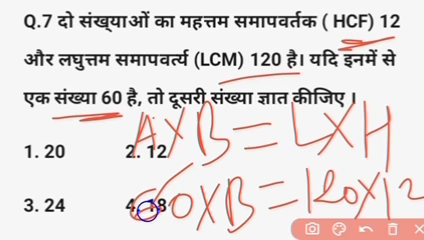 Q.7 दो संख्याओं का महत्तम समापवर्तक ( HCF) 12
और लघुत्तम समापवर्त्य (LCM) 120 है। यदि इनमें से
एक संख्या 60 है, तो दूसरी संख्या ज्ञात कीजिए ।
A×B=L×H
1. 20 2. 12
60×B=120×12
3. 24 4. 18